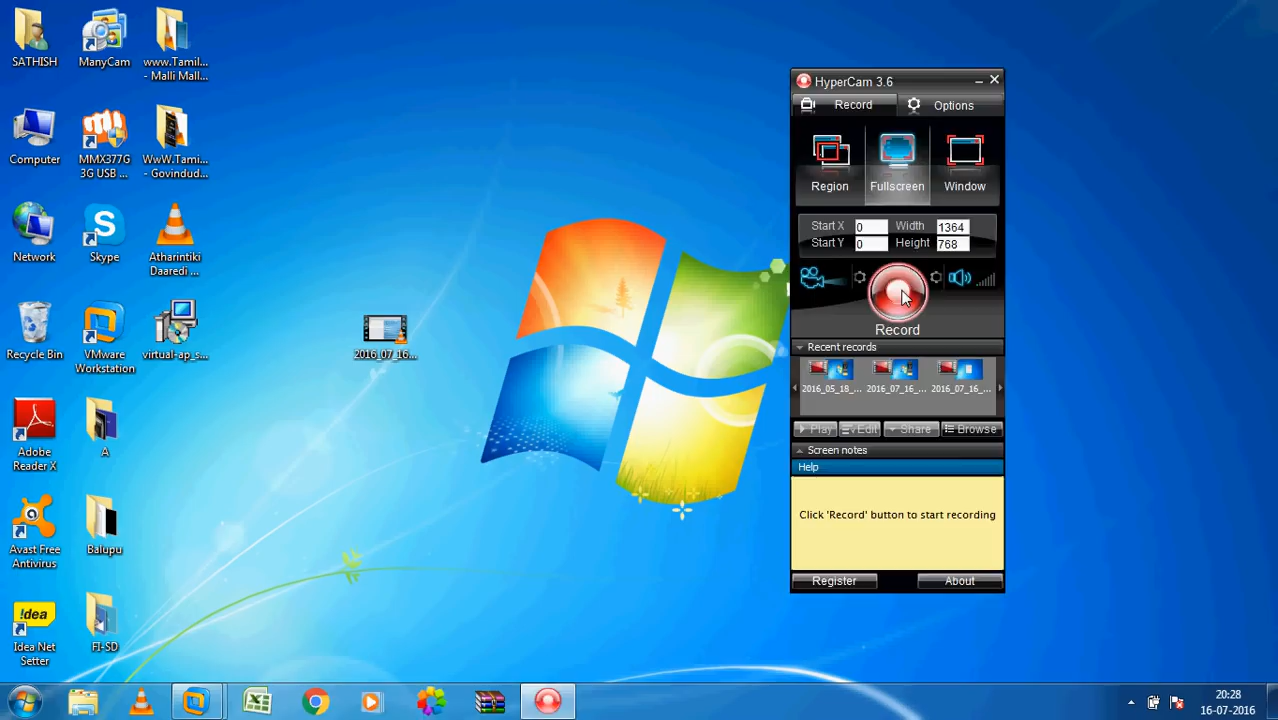 SATHISH
ManyCam
www.Tamil...
- Malli Mall...
Computer
MMX377G
3G USB ...
WwW.Tami...
- Govindud...
Network
Skype
Atharintiki
Daaredi ...
Recycle Bin
VMware
Workstation
virtual-ap_s...
2016_07_16...
Adobe
Reader X
A
Avast Free
Antivirus
Balupu
!dea
Idea Net
Setter
FI-SD
HyperCam 3.6
Record
Options
Region
Fullscreen
Window
Start X 0 Width 1364
Start Y 0 Height 768
Record
Recent records
2016_05_18_...
2016_07_16_...
2016_07_16_...
Play
Edit
Share
Browse
Screen notes
Help
Click 'Record' button to start recording
Register
About
20:28
16-07-2016